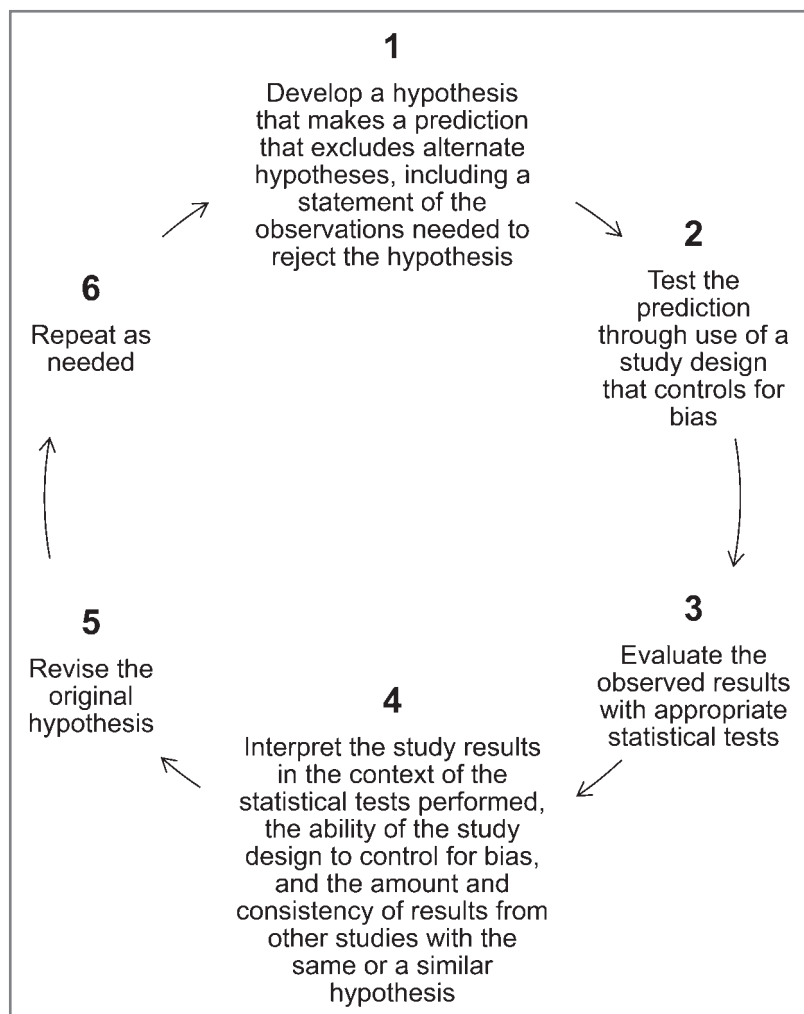 1
Develop a hypothesis
that makes a prediction
that excludes alternate
hypotheses, including a
statement of the
observations needed to
reject the hypothesis
2
Test the
prediction
through use of a
study design
that controls for
bias
3
Evaluate the
observed results
with appropriate
statistical tests
4
Interpret the study results
in the context of the
statistical tests performed,
the ability of the study
design to control for bias,
and the amount and
consistency of results from
other studies with the
same or a similar
hypothesis
5
Revise the
original
hypothesis
6
Repeat as
needed